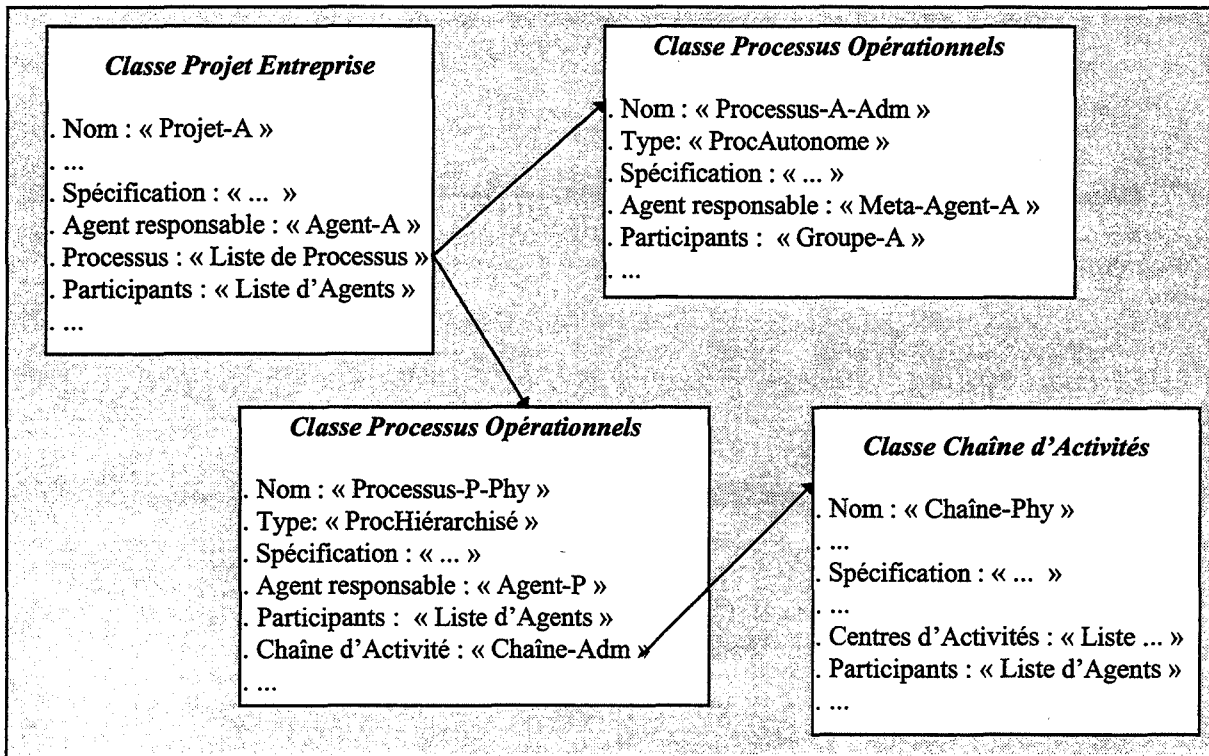 Classe Projet Entreprise
. Nom : « Projet-A »
. ...
. Spécification : « ... »
. Agent responsable : « Agent-A »
. Processus : « Liste de Processus »
. Participants : « Liste d'Agents »
. ...
Classe Processus Opérationnels
. Nom : « Processus-A-Adm »
. Type: « ProcAutonome »
. Spécification : « ... »
. Agent responsable : « Meta-Agent-A »
. Participants : « Groupe-A »
. ...
Classe Processus Opérationnels
. Nom : « Processus-P-Phy »
. Type: « ProcHiérarchisé »
. Spécification : « ... »
. Agent responsable : « Agent-P »
. Participants : « Liste d'Agents »
. Chaîne d'Activité : « Chaîne-Adm »
. ...
Classe Chaîne d'Activités
. Nom : « Chaîne-Phy »
. ...
. Spécification : « ... »
. ...
. Centres d'Activités : « Liste ... »
. Participants : « Liste d'Agents »
. ...